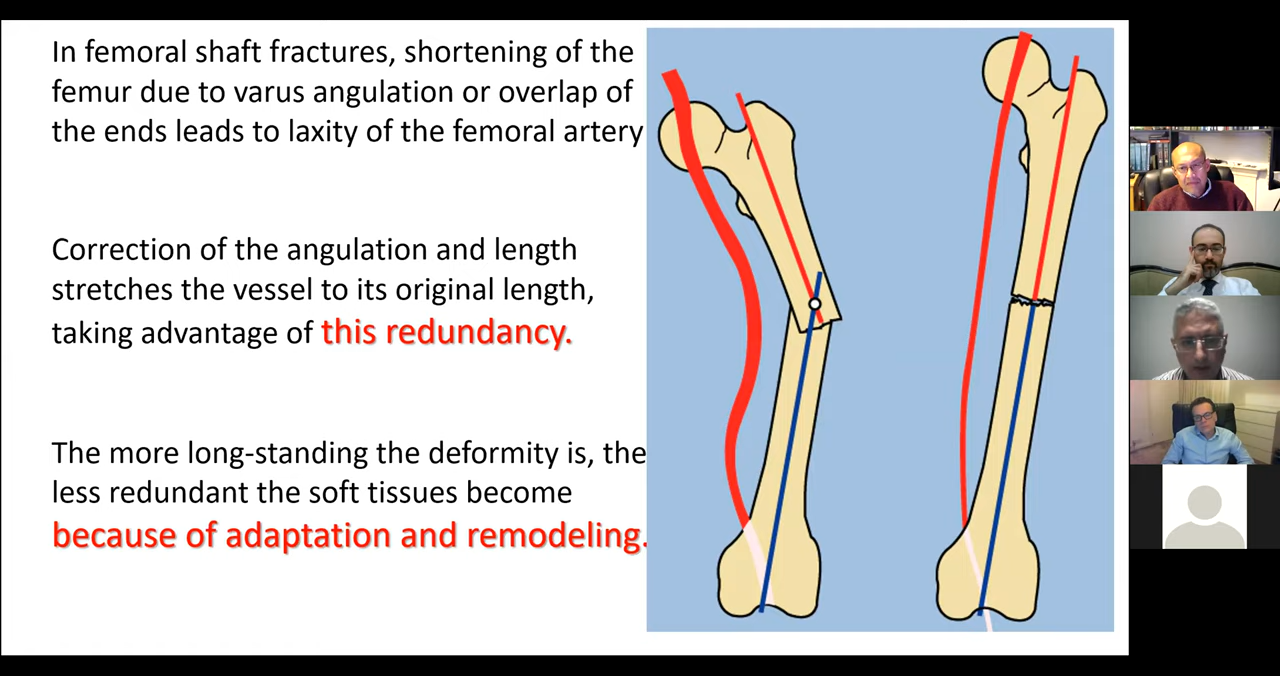 In femoral shaft fractures, shortening of the
femur due to varus angulation or overlap of
the ends leads to laxity of the femoral artery
Correction of the angulation and length
stretches the vessel to its original length,
taking advantage of this redundancy.
The more long-standing the deformity is, the
less redundant the soft tissues become
because of adaptation and remodeling.